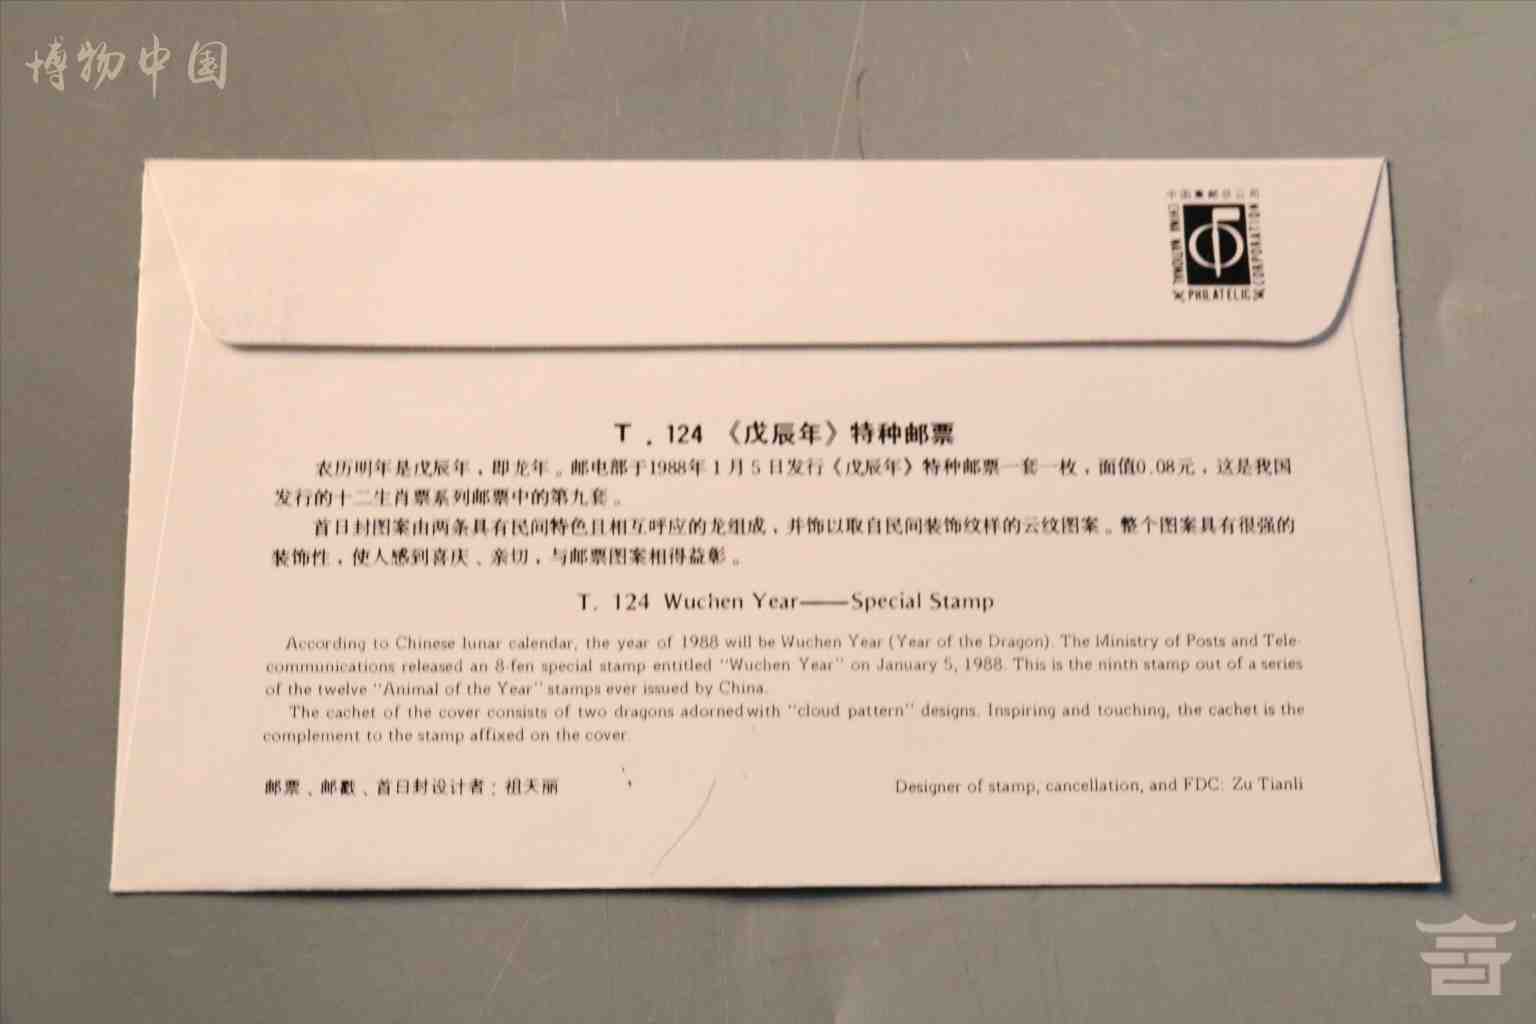 博物中国
中国集邮总公司
CHINA NATIONAL
PHILATELIC
CORPORATION
T．124 《戊辰年》特种邮票
农历明年是戊辰年，即龙年。邮电部于1988年1月5日发行《戊辰年》特种邮票一套一枚，面值0.08元，这是我国
发行的十二生肖票系列邮票中的第九套。
首日封图案由两条具有民间特色且相互呼应的龙组成，并饰以取自民间装饰纹样的云纹图案。整个图案具有很强的
装饰性，使人感到喜庆、亲切，与邮票图案相得益彰。
T. 124 Wuchen Year——Special Stamp
According to Chinese lunar calendar, the year of 1988 will be Wuchen Year (Year of the Dragon). The Ministry of Posts and Tele-
communications released an 8-fen special stamp entitled "Wuchen Year" on January 5, 1988. This is the ninth stamp out of a series
of the twelve "Animal of the Year" stamps ever issued by China.
The cachet of the cover consists of two dragons adorned with "cloud pattern" designs. Inspiring and touching, the cachet is the
complement to the stamp affixed on the cover.
邮票、邮戳、首日封设计者：祖天丽
Designer of stamp, cancellation, and FDC: Zu Tianli